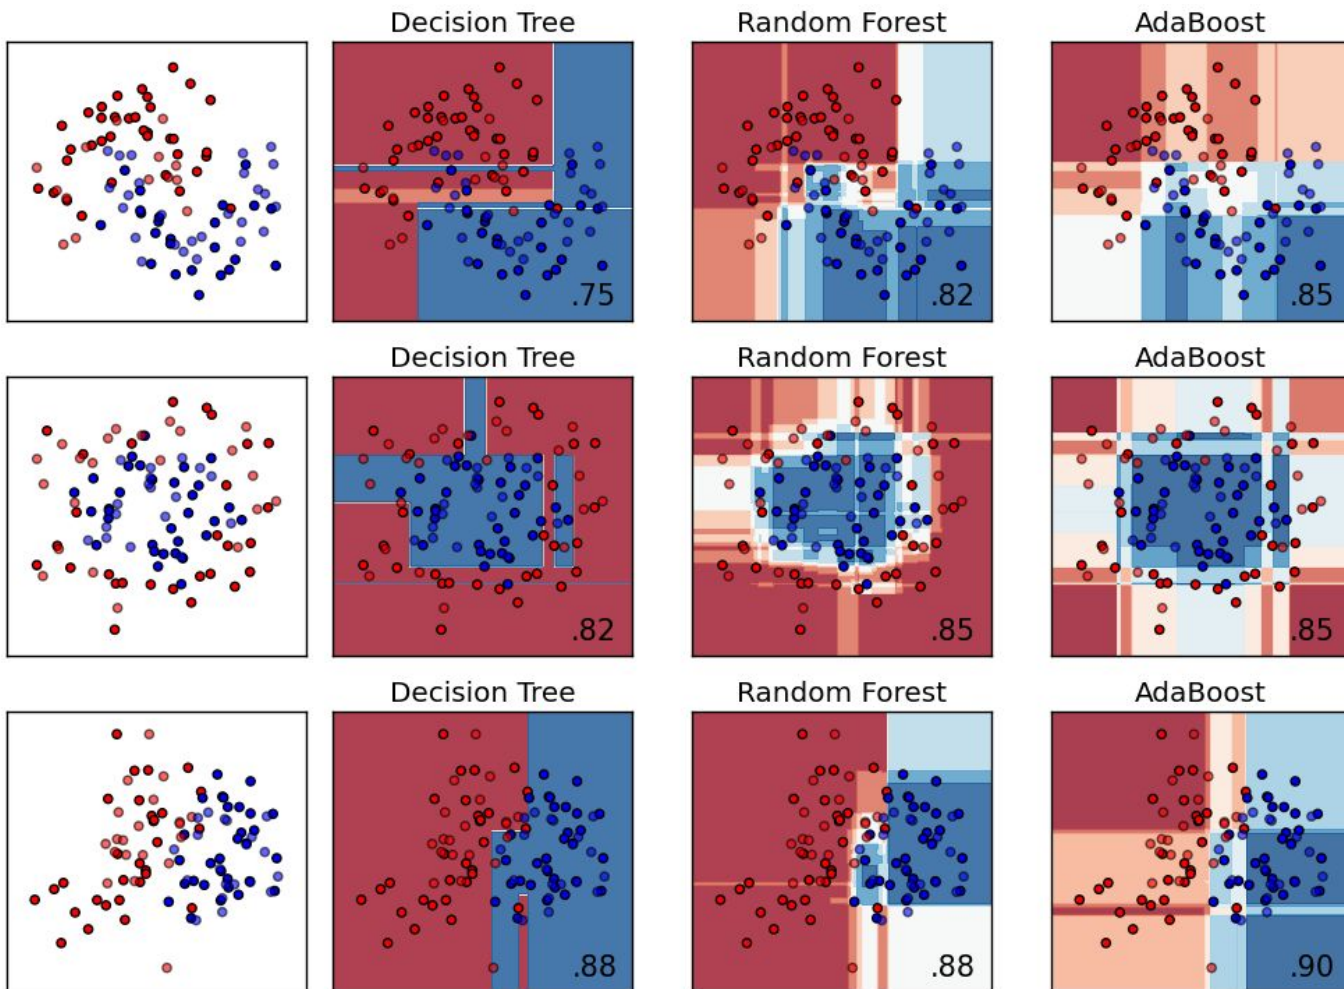 Decision Tree Random Forest AdaBoost
.75 .82 .85
Decision Tree Random Forest AdaBoost
.82 .85 .85
Decision Tree Random Forest AdaBoost
.88 .88 .90